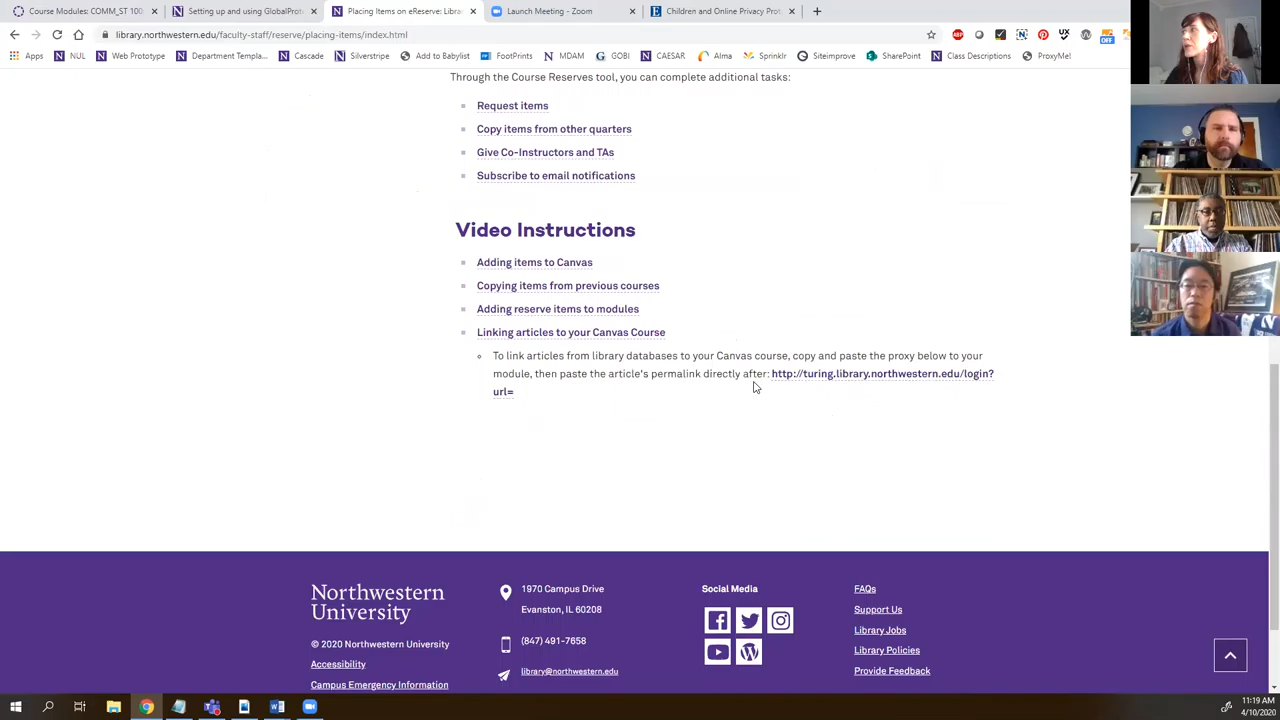 Course Modules: COMM_ST 100:
Setting up and using GlobalProte
Placing Items on eReserve: Librar
Launch Meeting - Zoom
Children and Online Privacy Prot
library.northwestern.edu/faculty-staff/reserve/placing-items/index.html
ABP
OFF
Apps
NUL
Web Prototype
Department Templa...
Cascade
Silverstripe
Add to Babylist
FootPrints
MDAM
GOBI
CAESAR
Alma
Sprinklr
Siteimprove
SharePoint
Class Descriptions
ProxyMe!
Through the Course Reserves tool, you can complete additional tasks:
Request items
Copy items from other quarters
Give Co-Instructors and TAs
Subscribe to email notifications
Video Instructions
Adding items to Canvas
Copying items from previous courses
Adding reserve items to modules
Linking articles to your Canvas Course
To link articles from library databases to your Canvas course, copy and paste the proxy below to your
module, then paste the article's permalink directly after: http://turing.library.northwestern.edu/login?
url=
Northwestern
University
© 2020 Northwestern University
Accessibility
Campus Emergency Information
1970 Campus Drive
Evanston, IL 60208
(847) 491-7658
library@northwestern.edu
Social Media
FAQs
Support Us
Library Jobs
Library Policies
Provide Feedback
11:19 AM
4/10/2020